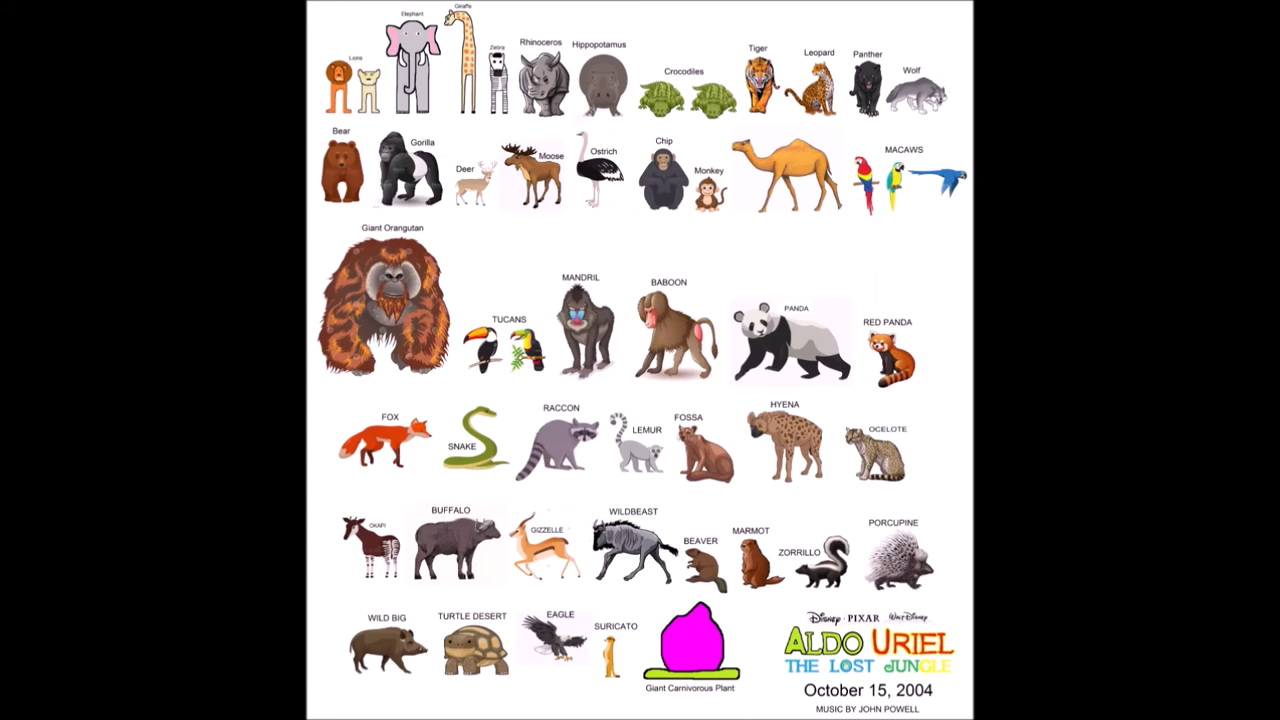 Lions
Elephant
Giraffe
Zebra
Rhinoceros
Hippopotamus
Crocodiles
Tiger
Leopard
Panther
Wolf
Bear
Gorilla
Deer
Moose
Ostrich
Chip
Monkey
MACAWS
Giant Orangutan
TUCANS
MANDRIL
BABOON
PANDA
RED PANDA
FOX
SNAKE
RACCON
LEMUR
FOSSA
HYENA
OCELOTE
OKAPI
BUFFALO
GIZZELLE
WILDBEAST
BEAVER
MARMOT
ZORRILLO
PORCUPINE
WILD BIG
TURTLE DESERT
EAGLE
SURICATO
Giant Carnivorous Plant
Disney · PIXAR Walt Disney
ALDO URIEL
THE LOST JUNGLE
October 15, 2004
MUSIC BY JOHN POWELL